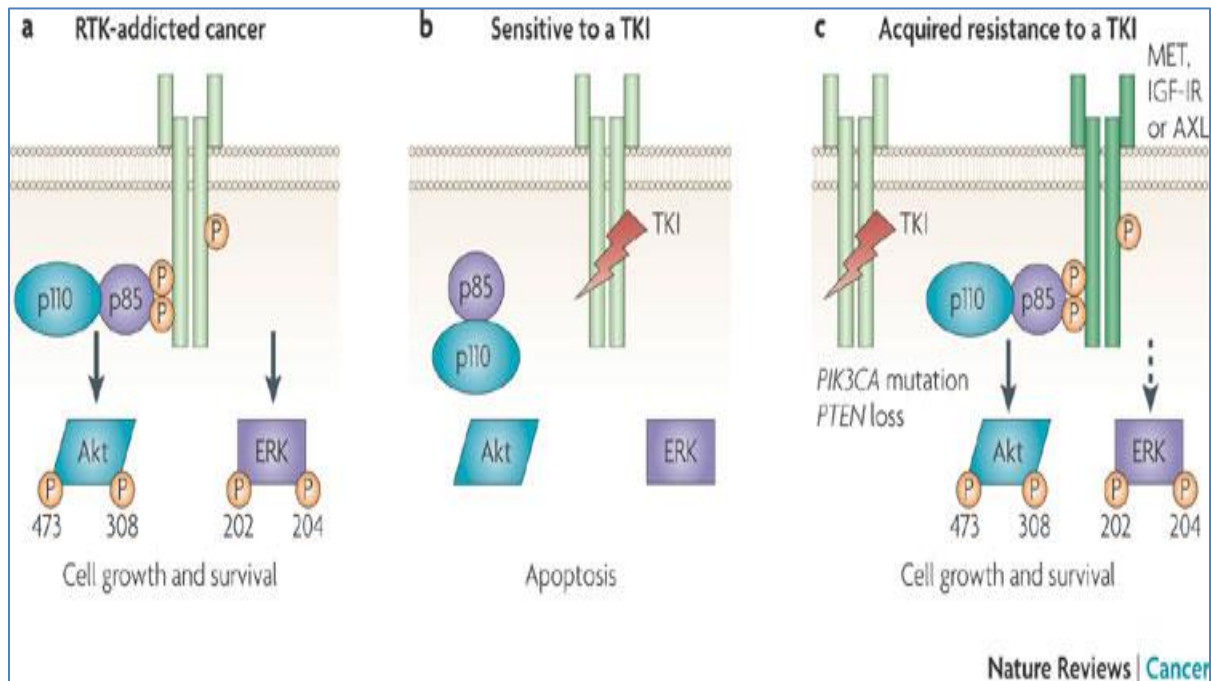 a RTK-addicted cancer
P
p110
p85
P
P
Akt
ERK
P
P
P
P
473
308
202
204
Cell growth and survival
b Sensitive to a TKI
TKI
p85
p110
Akt
ERK
Apoptosis
c Acquired resistance to a TKI
MET,
IGF-IR
or AXL
TKI
P
p110
p85
P
P
PIK3CA mutation
PTEN loss
Akt
ERK
P
P
P
P
473
308
202
204
Cell growth and survival
Nature Reviews | Cancer